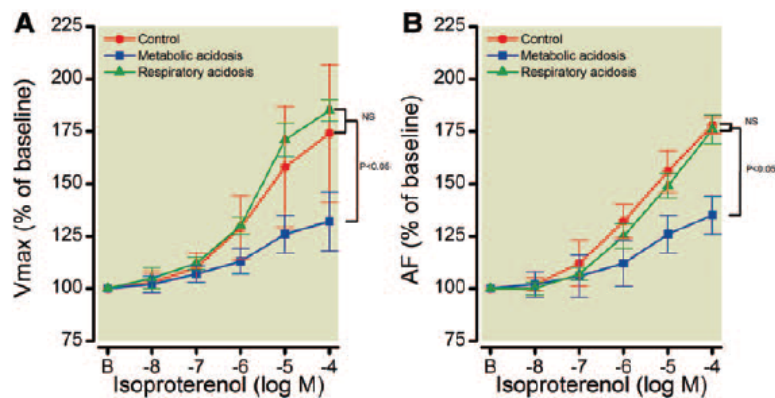 A
Control
Metabolic acidosis
Respiratory acidosis
Vmax (% of baseline)
225
200
175
150
125
100
75
NS
P<0.05
B -8 -7 -6 -5 -4
Isoproterenol (log M)
B
Control
Metabolic acidosis
Respiratory acidosis
AF (% of baseline)
225
200
175
150
125
100
75
NS
P<0.05
B -8 -7 -6 -5 -4
Isoproterenol (log M)